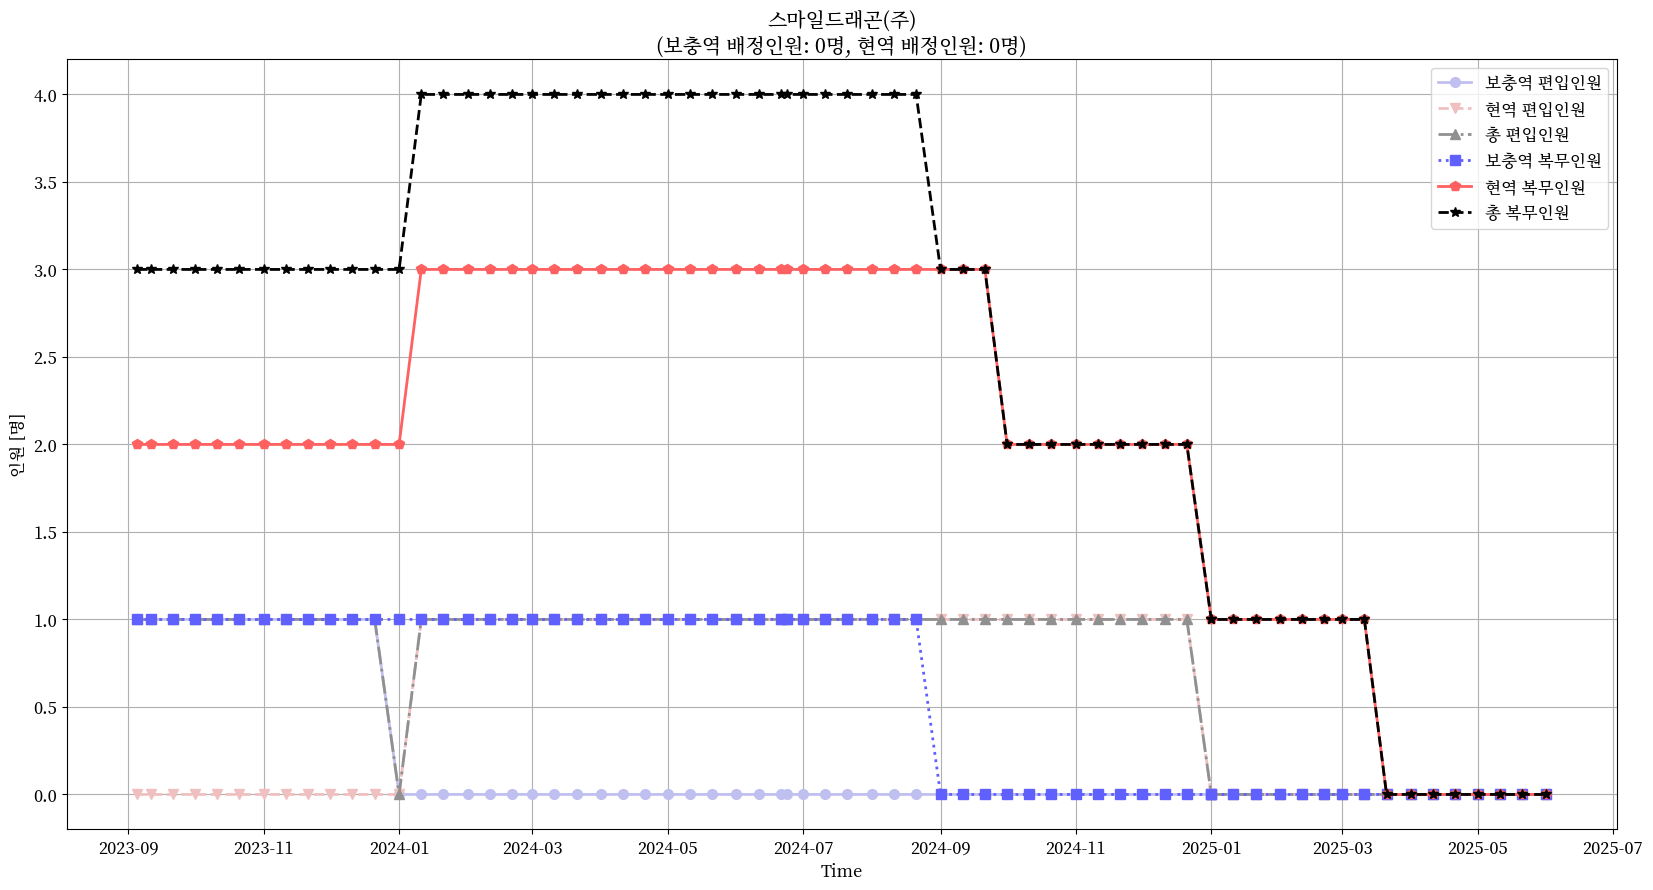 스마일드래곤(주)
(보충역 배정인원: 0명, 현역 배정인원: 0명)
보충역 편입인원
현역 편입인원
총 편입인원
보충역 복무인원
현역 복무인원
총 복무인원
인원 [명]
4.0
3.5
3.0
2.5
2.0
1.5
1.0
0.5
0.0
2023-09 2023-11 2024-01 2024-03 2024-05 2024-07 2024-09 2024-11 2025-01 2025-03 2025-05 2025-07
Time